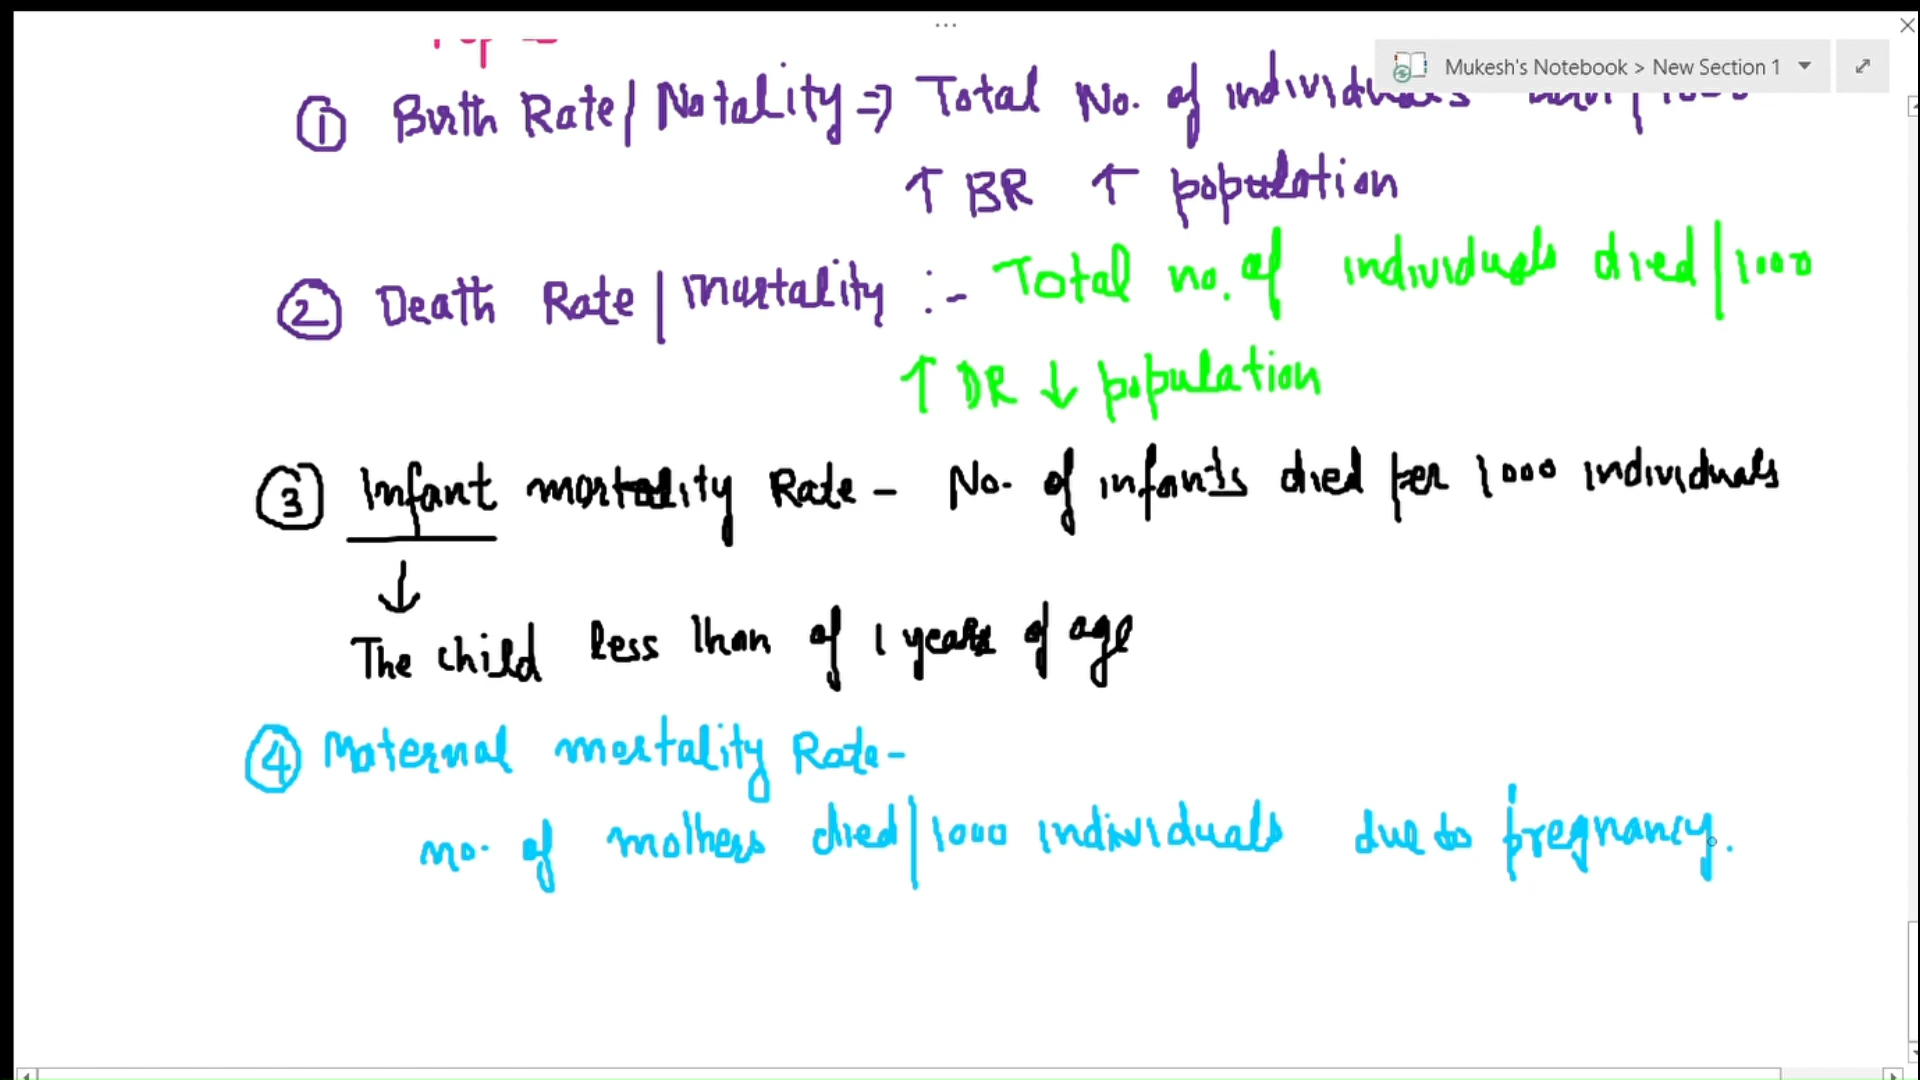 Mukesh's Notebook > New Section 1
① Birth Rate/Natality ⇒ Total No. of individuals
↑ BR ↑ population
② Death Rate/mortality :- Total no. of individuals died/1000
↑ DR ↓ population
③ Infant mortality Rate - No. of infants died per 1000 individuals
↓
The child less than of 1 years of age
④ Maternal mortality Rate-
no. of mothers died/1000 individuals due to pregnancy.